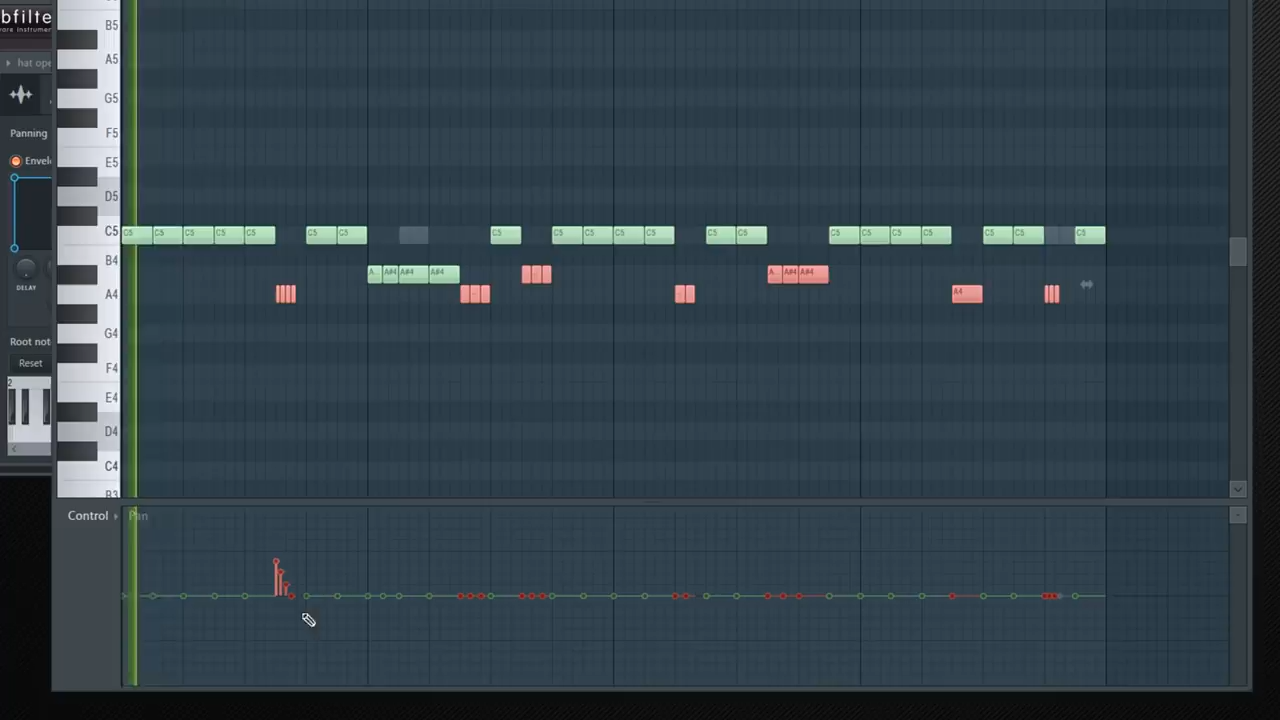 bfilte
ore Instrumen
hat ope
Panning
Envelo
DELAY
Root note
Reset
2
B5
A5
G5
F5
E5
D5
C5
B4
A4
G4
F4
E4
D4
C4
B3
C5 C5 C5 C5 C5 C5 C5 C5 C5 C5 C5 C5 C5 C5 C5 C5 C5 C5 C5 C5 C5
A A#4 A#4 A#4 A A#4 A#4
A4
Control Pan